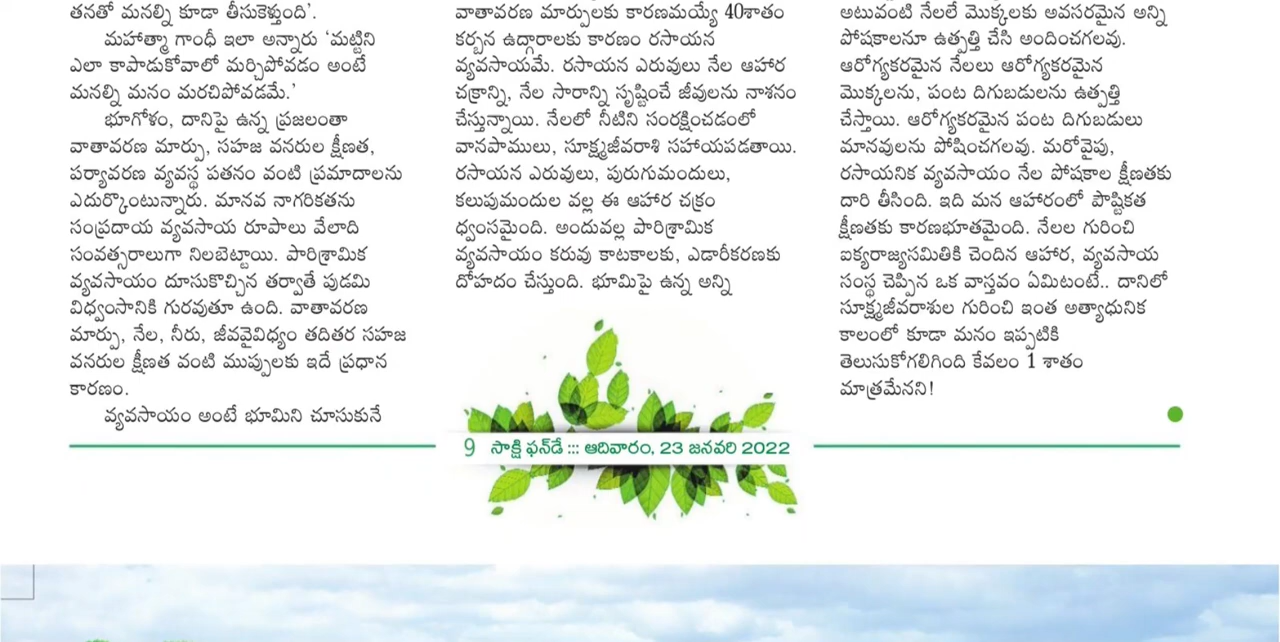 తనతో మనల్ని కూడా తీసుకెళ్తుంది'.
మహాత్మా గాంధీ ఇలా అన్నారు 'మట్టిని
ఎలా కాపాడుకోవాలో మర్చిపోవడం అంటే
మనల్ని మనం మరచిపోవడమే.'
భూగోళం, దానిపై ఉన్న ప్రజలంతా
వాతావరణ మార్పు, సహజ వనరుల క్షీణత,
పర్యావరణ వ్యవస్థ పతనం వంటి ప్రమాదాలను
ఎదుర్కొంటున్నారు. మానవ నాగరికతను
సంప్రదాయ వ్యవసాయ రూపాలు వేలాది
సంవత్సరాలుగా నిలబెట్టాయి. పారిశ్రామిక
వ్యవసాయం దూసుకొచ్చిన తర్వాతే పుడమి
విధ్వంసానికి గురవుతూ ఉంది. వాతావరణ
మార్పు, నేల, నీరు, జీవవైవిధ్యం తదితర సహజ
వనరుల క్షీణత వంటి ముప్పులకు ఇదే ప్రధాన
కారణం.
వ్యవసాయం అంటే భూమిని చూసుకునే
వాతావరణ మార్పులకు కారణమయ్యే 40శాతం
కర్బన ఉద్గారాలకు కారణం రసాయన
వ్యవసాయమే. రసాయన ఎరువులు నేల ఆహార
చక్రాన్ని, నేల సారాన్ని సృష్టించే జీవులను నాశనం
చేస్తున్నాయి. నేలలో నీటిని సంరక్షించడంలో
వానపాములు, సూక్ష్మజీవరాశి సహాయపడతాయి.
రసాయన ఎరువులు, పురుగుమందులు,
కలుపుమందుల వల్ల ఈ ఆహార చక్రం
ధ్వంసమైంది. అందువల్ల పారిశ్రామిక
వ్యవసాయం కరువు కాటకాలకు, ఎడారీకరణకు
దోహదం చేస్తుంది. భూమిపై ఉన్న అన్ని
అటువంటి నేలలే మొక్కలకు అవసరమైన అన్ని
పోషకాలనూ ఉత్పత్తి చేసి అందించగలవు.
ఆరోగ్యకరమైన నేలలు ఆరోగ్యకరమైన
మొక్కలను, పంట దిగుబడులను ఉత్పత్తి
చేస్తాయి. ఆరోగ్యకరమైన పంట దిగుబడులు
మానవులను పోషించగలవు. మరోవైపు,
రసాయనిక వ్యవసాయం నేల పోషకాల క్షీణతకు
దారి తీసింది. ఇది మన ఆహారంలో పౌష్టికత
క్షీణతకు కారణభూతమైంది. నేలల గురించి
ఐక్యరాజ్యసమితికి చెందిన ఆహార, వ్యవసాయ
సంస్థ చెప్పిన ఒక వాస్తవం ఏమిటంటే.. దానిలో
సూక్ష్మజీవరాశుల గురించి ఇంత అత్యాధునిక
కాలంలో కూడా మనం ఇప్పటికి
తెలుసుకోగలిగింది కేవలం 1 శాతం
మాత్రమేనని!
9 సాక్షి ఫన్‌డే ::: ఆదివారం, 23 జనవరి 2022